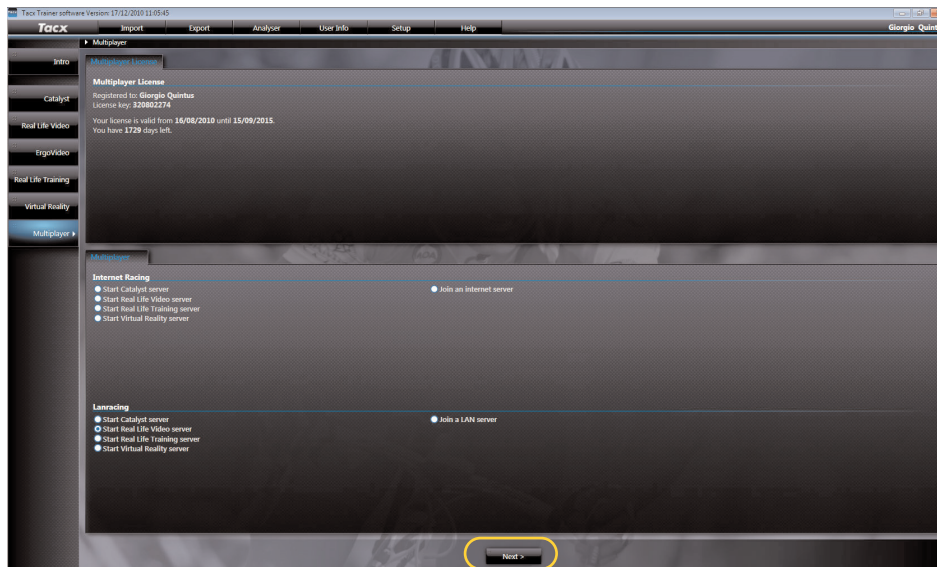 Tacx Trainer software Version: 17/12/2010 11:05:45
Tacx Import Export Analyser User Info Setup Help Giorgio Quint
Multiplayer
Intro
Catalyst
Real Life Video
ErgoVideo
Real Life Training
Virtual Reality
Multiplayer
Multiplayer License
Multiplayer License
Registered to: Giorgio Quintus
License key: 320802274
Your license is valid from 16/08/2010 until 15/09/2015.
You have 1729 days left.
Multiplayer
Internet Racing
Start Catalyst server Join an internet server
Start Real Life Video server
Start Real Life Training server
Start Virtual Reality server
Lanracing
Start Catalyst server Join a LAN server
Start Real Life Video server
Start Real Life Training server
Start Virtual Reality server
Next >